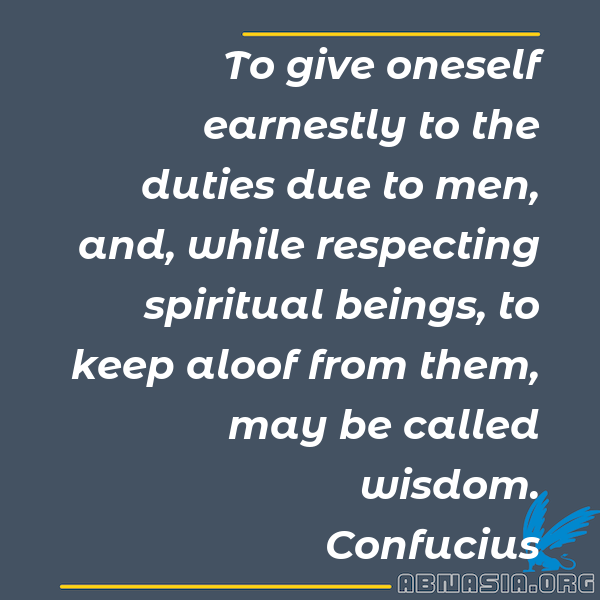 To give oneself
earnestly to the
duties due to men,
and, while respecting
spiritual beings, to
keep aloof from them,
may be called
wisdom.
Confucius
ABNASIA.ORG